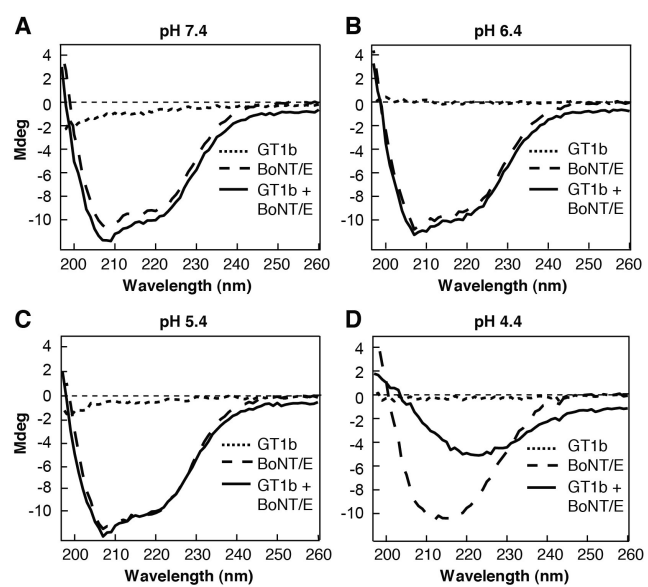 A
pH 7.4
4
2
0
-2
-4
-6
-8
-10
Mdeg
GT1b
BoNT/E
GT1b +
BoNT/E
200 210 220 230 240 250 260
Wavelength (nm)
B
pH 6.4
4
2
0
-2
-4
-6
-8
-10
GT1b
BoNT/E
GT1b +
BoNT/E
200 210 220 230 240 250 260
Wavelength (nm)
C
pH 5.4
4
2
0
-2
-4
-6
-8
-10
Mdeg
GT1b
BoNT/E
GT1b +
BoNT/E
200 210 220 230 240 250 260
Wavelength (nm)
D
pH 4.4
4
2
0
-2
-4
-6
-8
-10
GT1b
BoNT/E
GT1b +
BoNT/E
200 210 220 230 240 250 260
Wavelength (nm)